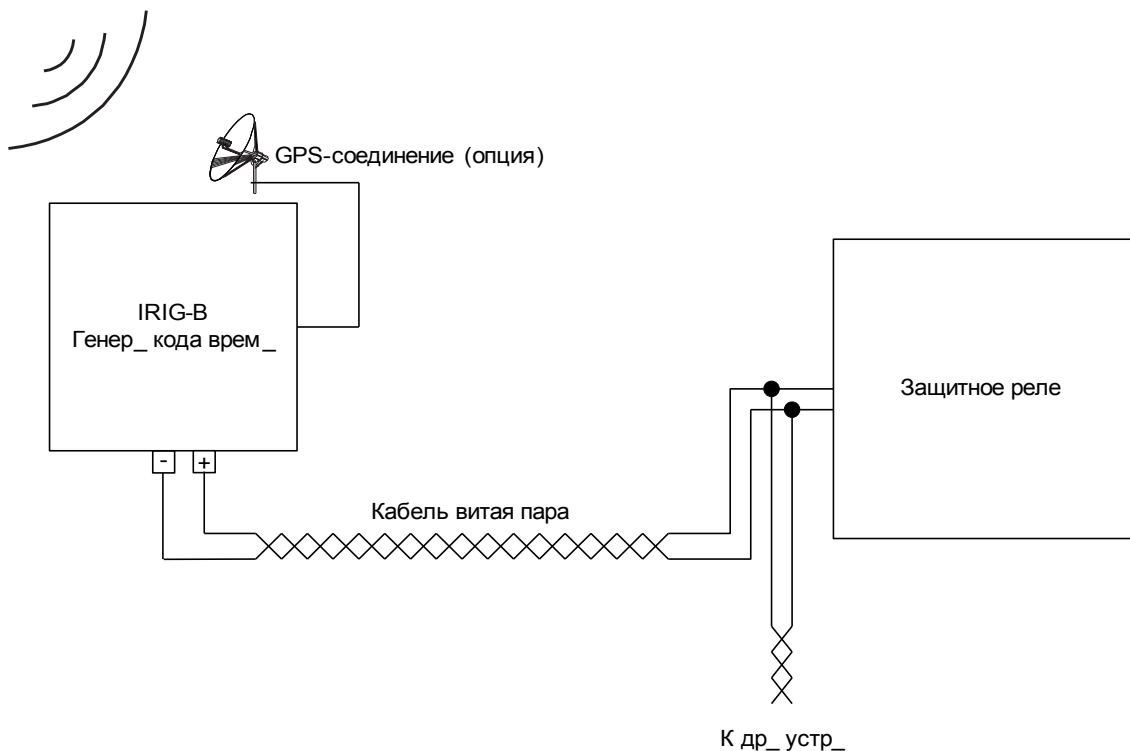 GPS-соединение (опция)
IRIG-B
Генер_ кода врем_
Защитное реле
- +
Кабель витая пара
К др_ устр_